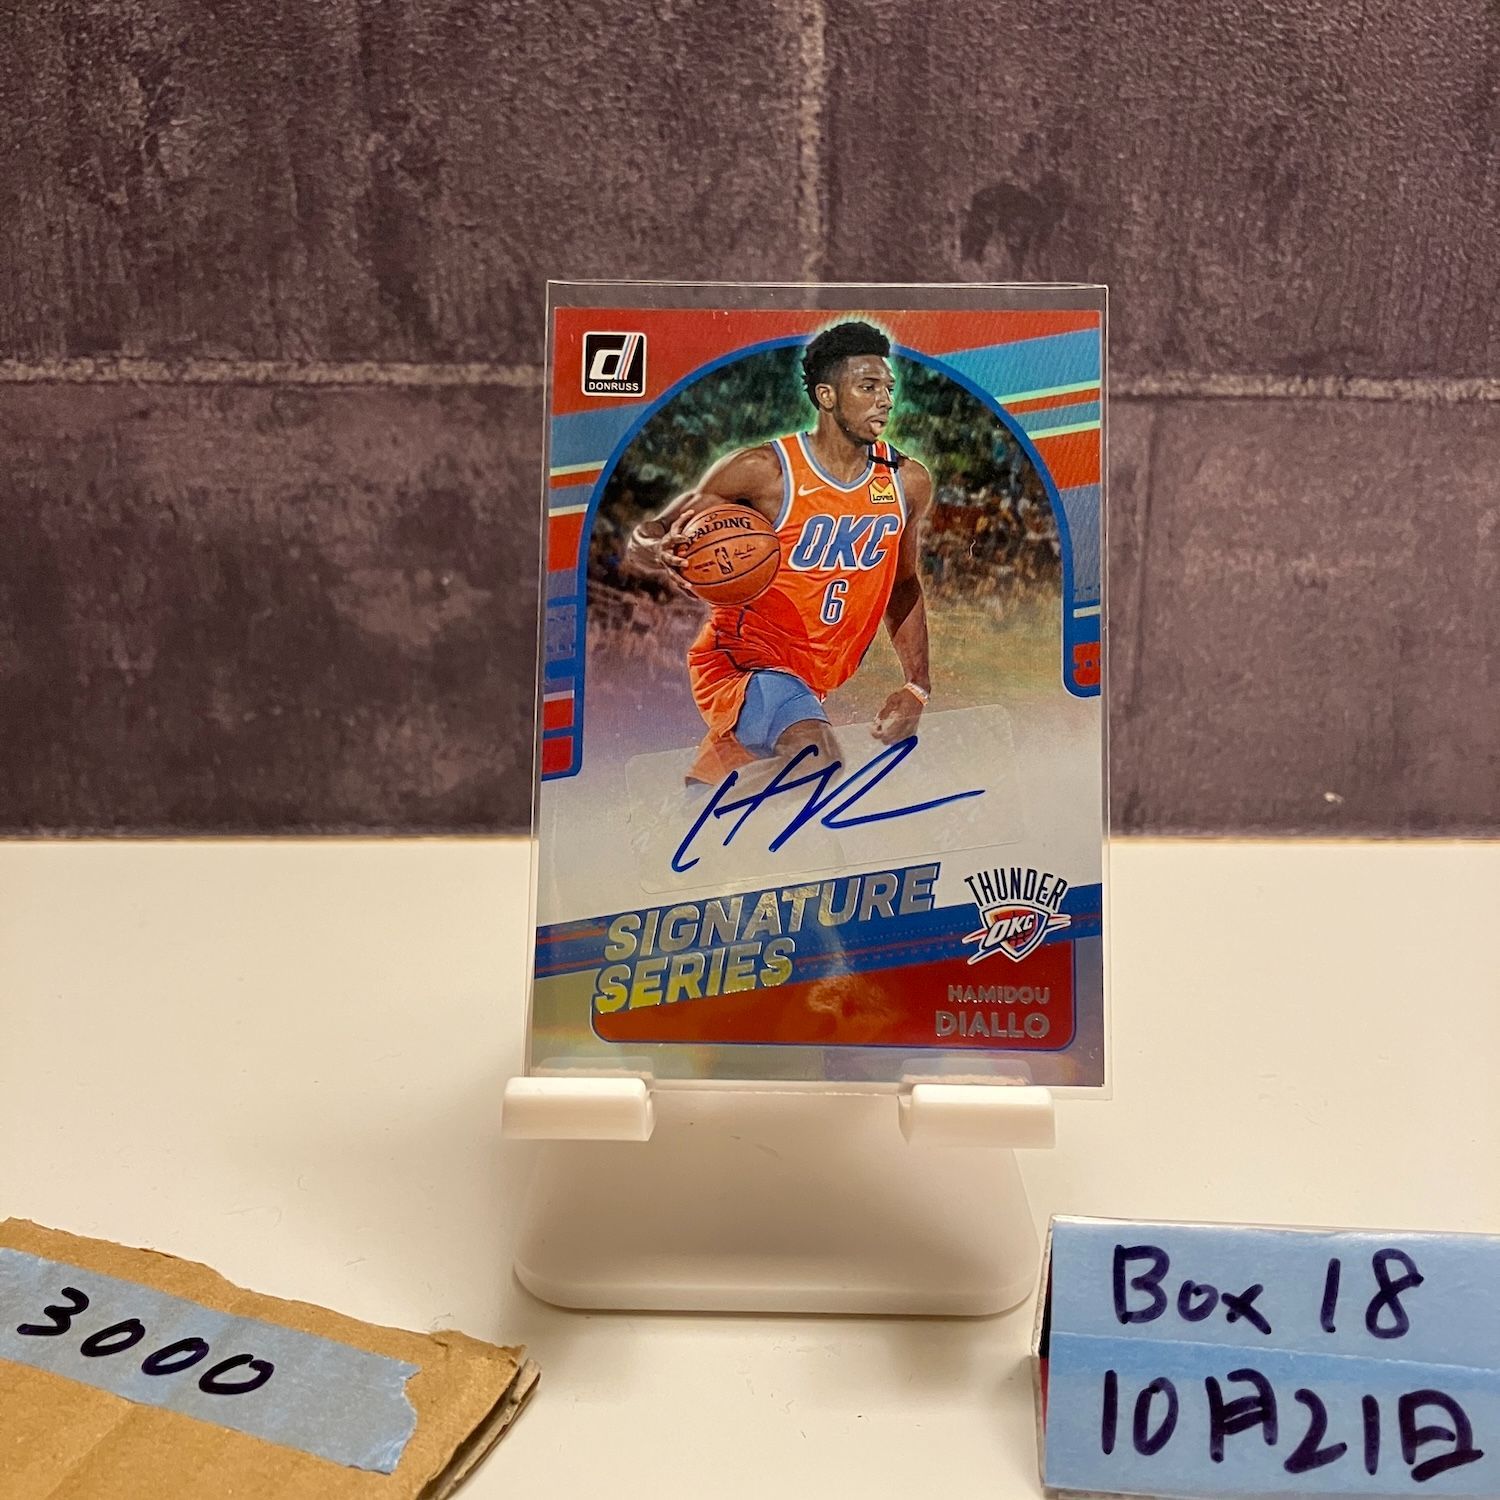 DONRUSS
SPALDING
Loves
OKC
6
SIGNATURE
SERIES
THUNDER
OKC
HAMIDOU
DIALLO
3000
Box 18
10月21日